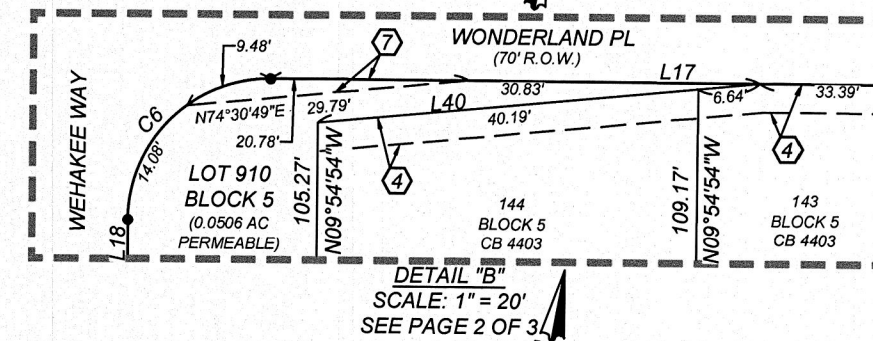 WONDERLAND PL
(70' R.O.W.)
9.48'
7
L17
30.83'
33.39'
6.64'
N74°30'49"E
29.79'
L40
40.19'
20.78'
C6
14.08'
WEHAKEE WAY
L18
LOT 910
BLOCK 5
(0.0506 AC
PERMEABLE)
105.27'
N09°54'54"W
4
144
BLOCK 5
CB 4403
109.17'
N09°54'54"W
4
143
BLOCK 5
CB 4403
DETAIL "B"
SCALE: 1" = 20'
SEE PAGE 2 OF 3